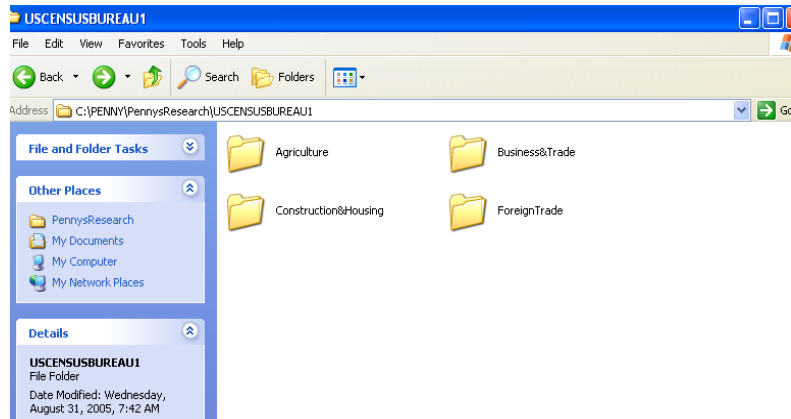 USCENSUSBUREAU1
File Edit View Favorites Tools Help
Back Search Folders
Address C:\PENNY\PennysResearch\USCENSUSBUREAU1 Go
File and Folder Tasks
Other Places
PennysResearch
My Documents
My Computer
My Network Places
Details
USCENSUSBUREAU1
File Folder
Date Modified: Wednesday,
August 31, 2005, 7:42 AM
Agriculture Business&Trade
Construction&Housing ForeignTrade